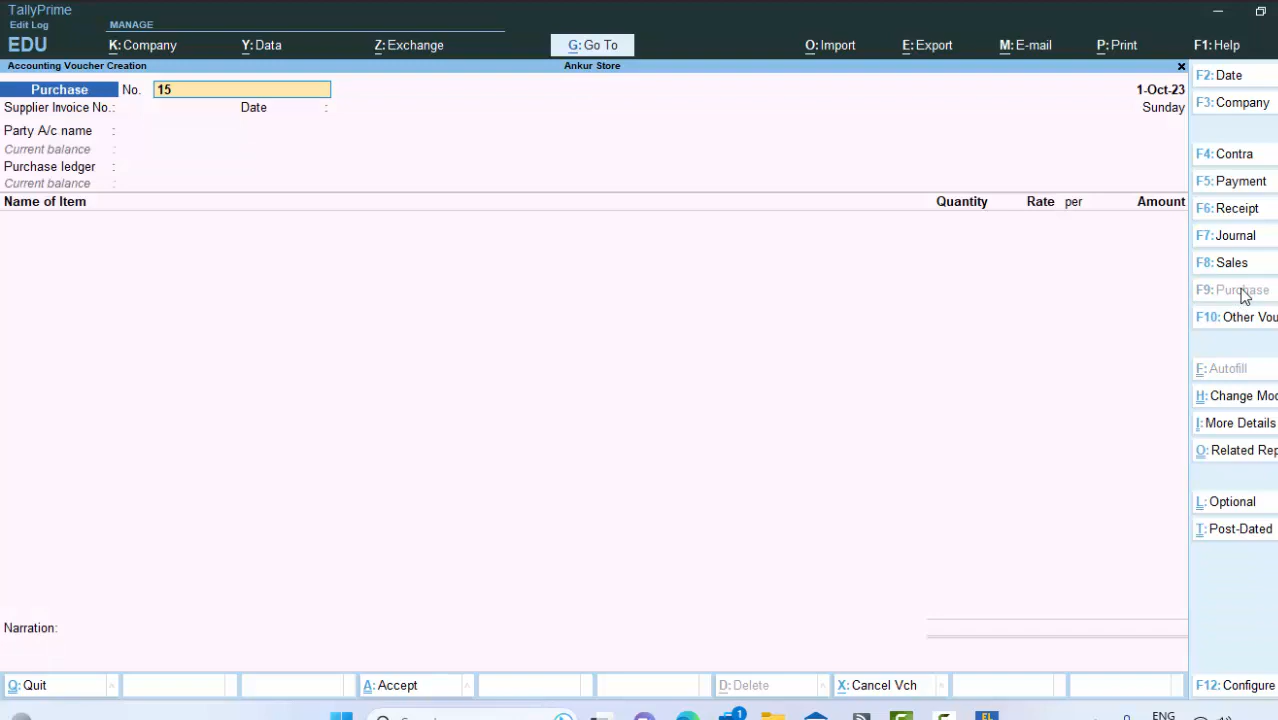 TallyPrime
Edit Log
MANAGE
EDU
K: Company
Y: Data
Z: Exchange
G: Go To
O: Import
E: Export
M: E-mail
P: Print
F1: Help
Accounting Voucher Creation
Ankur Store
×
Purchase
No.
15
1-Oct-23
Supplier Invoice No.:
Date
:
Sunday
Party A/c name :
Current balance :
Purchase ledger :
Current balance :
Name of Item
Quantity
Rate per
Amount
Narration:
F2: Date
F3: Company
F4: Contra
F5: Payment
F6: Receipt
F7: Journal
F8: Sales
F9: Purchase
F10: Other Vou
F: Autofill
H: Change Mod
I: More Details
O: Related Rep
L: Optional
T: Post-Dated
F12: Configure
Q: Quit
A: Accept
D: Delete
X: Cancel Vch
1
EL
ENG